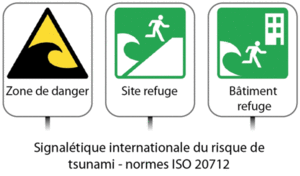 Zone de danger
Site refuge
Bâtiment
refuge
Signalétique internationale du risque de
tsunami - normes ISO 20712